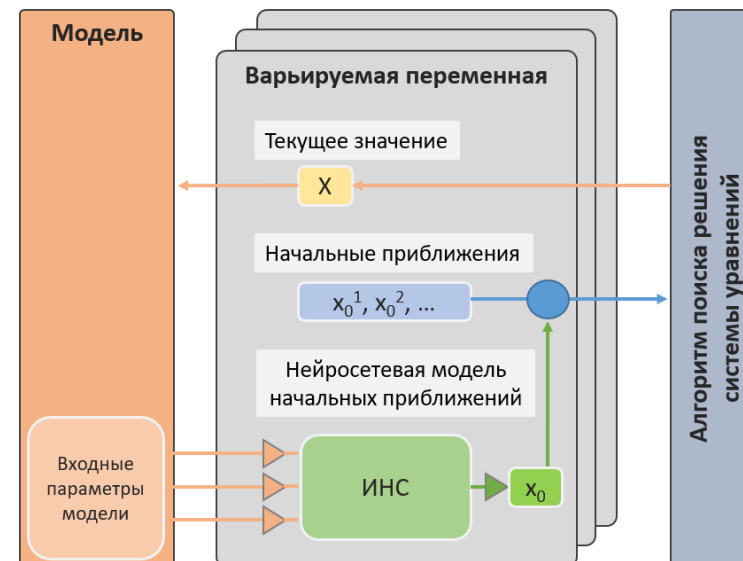 Модель
Варьируемая переменная
Текущее значение
X
Начальные приближения
x₀¹, x₀², ...
Нейросетевая модель
начальных приближений
Входные
параметры
модели
ИНС
x₀
Алгоритм поиска решения
системы уравнений